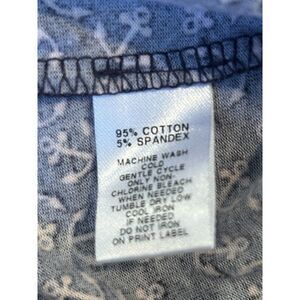 95% COTTON
5% SPANDEX
MACHINE WASH
COLD
GENTLE CYCLE
ONLY NON-
CHLORINE BLEACH
WHEN NEEDED
TUMBLE DRY LOW
COOL IRON
IF NEEDED
DO NOT IRON
ON PRINT LABEL